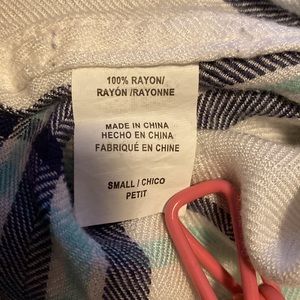 100% RAYON/
RAYÓN /RAYONNE
MADE IN CHINA
HECHO EN CHINA
FABRIQUÉ EN CHINE
SMALL / CHICO
PETIT